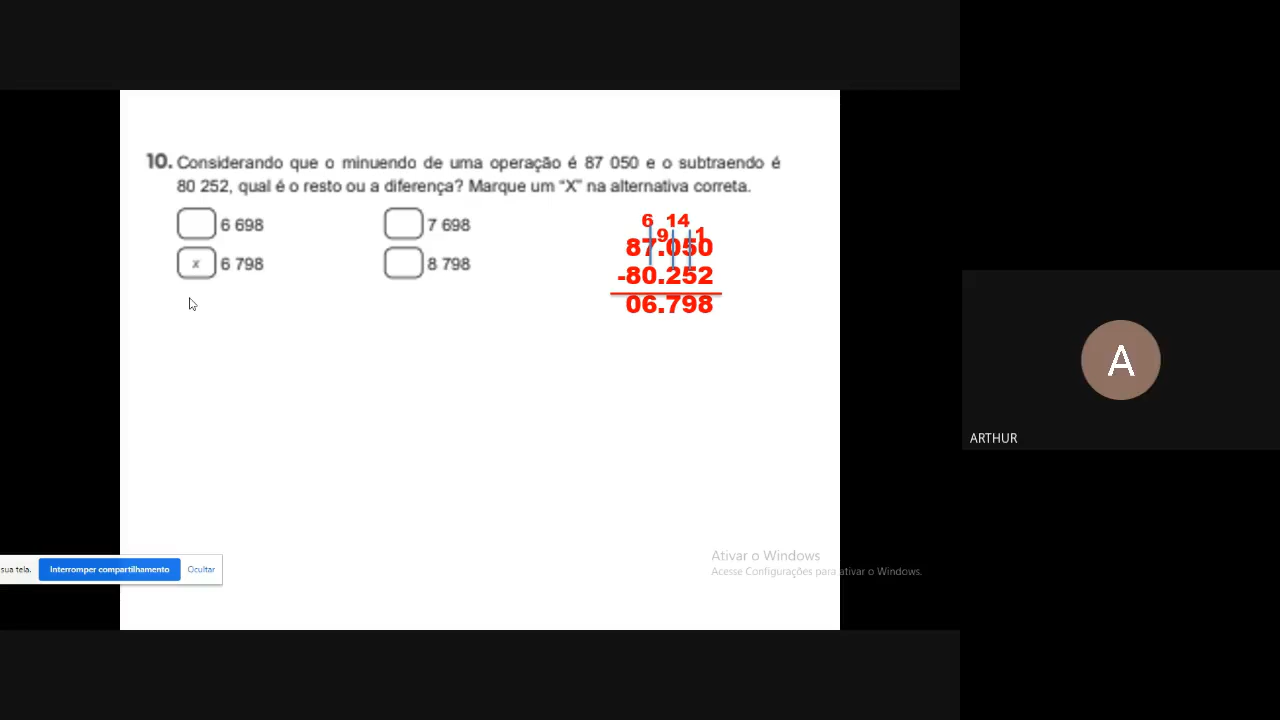 10. Considerando que o minuendo de uma operação é 87 050 e o subtraendo é
80 252, qual é o resto ou a diferença? Marque um “X” na alternativa correta.
6 698
7 698
x 6 798
8 798
6 14
9 1
87.050
-80.252
06.798
A
ARTHUR
sua tela. Interromper compartilhamento Ocultar
Ativar o Windows
Acesse Configurações para ativar o Windows.